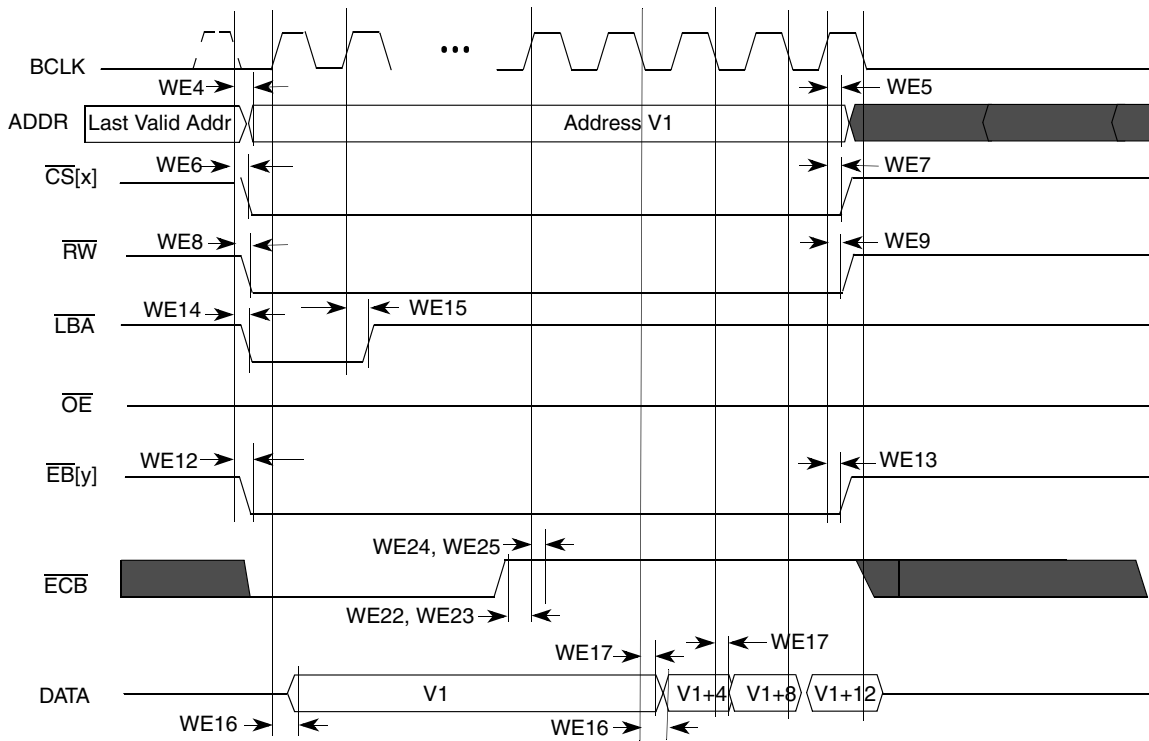 BCLK
•••
WE4
WE5
ADDR
Last Valid Addr
Address V1
WE6
WE7
CS[x]
WE8
WE9
RW
WE14
WE15
LBA
OE
WE12
WE13
EB[y]
WE24, WE25
ECB
WE22, WE23
WE17
WE17
DATA
V1
V1+4
V1+8
V1+12
WE16
WE16